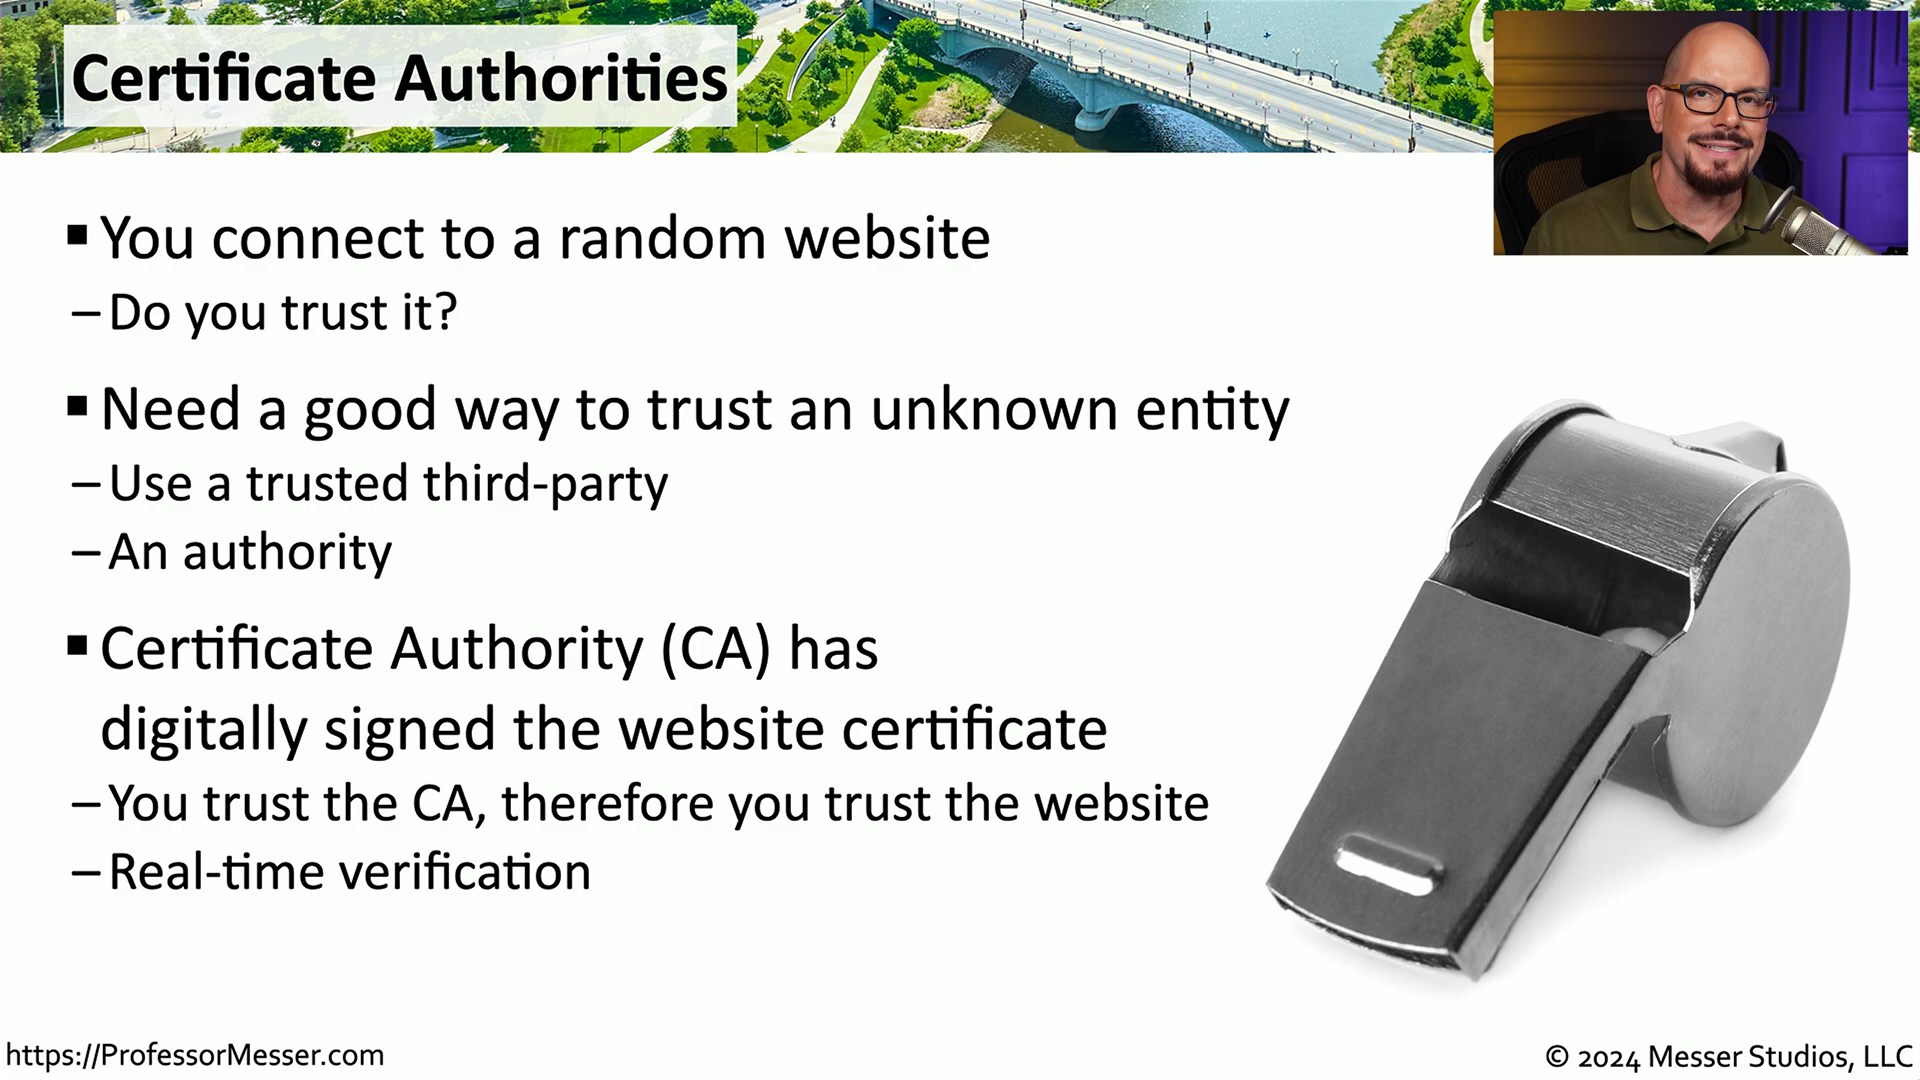 Certificate Authorities
▪ You connect to a random website
– Do you trust it?
▪ Need a good way to trust an unknown entity
– Use a trusted third-party
– An authority
▪ Certificate Authority (CA) has
digitally signed the website certificate
– You trust the CA, therefore you trust the website
– Real-time verification
https://ProfessorMesser.com
© 2024 Messer Studios, LLC